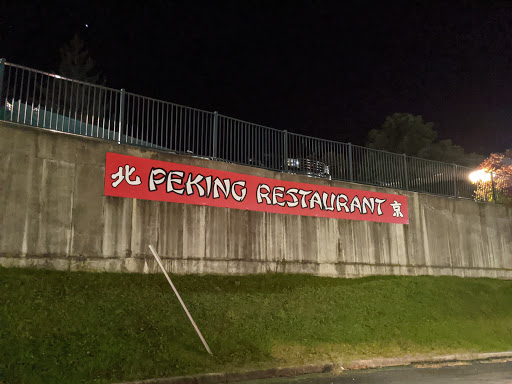 北 PEKING RESTAURANT 京